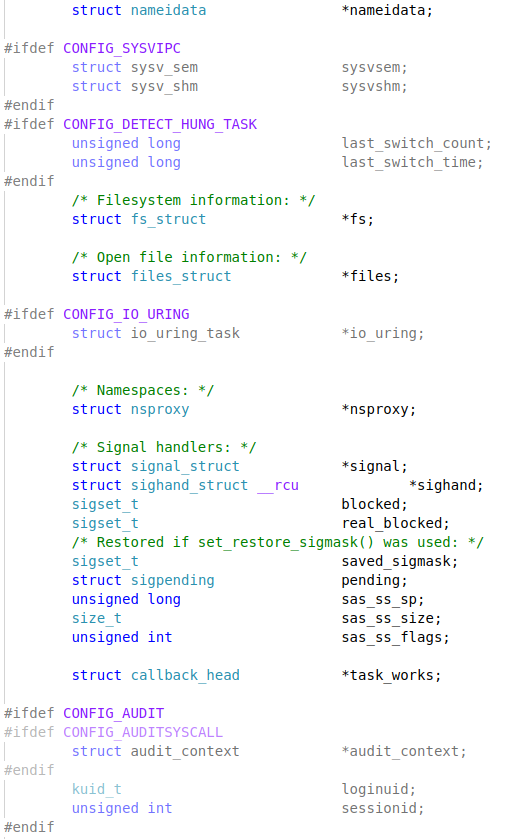 struct nameidata *nameidata;
#ifdef CONFIG_SYSVIPC
struct sysv_sem sysvsem;
struct sysv_shm sysvshm;
#endif
#ifdef CONFIG_DETECT_HUNG_TASK
unsigned long last_switch_count;
unsigned long last_switch_time;
#endif
/* Filesystem information: */
struct fs_struct *fs;
/* Open file information: */
struct files_struct *files;
#ifdef CONFIG_IO_URING
struct io_uring_task *io_uring;
#endif
/* Namespaces: */
struct nsproxy *nsproxy;
/* Signal handlers: */
struct signal_struct *signal;
struct sighand_struct __rcu *sighand;
sigset_t blocked;
sigset_t real_blocked;
/* Restored if set_restore_sigmask() was used: */
sigset_t saved_sigmask;
struct sigpending pending;
unsigned long sas_ss_sp;
size_t sas_ss_size;
unsigned int sas_ss_flags;
struct callback_head *task_works;
#ifdef CONFIG_AUDIT
#ifdef CONFIG_AUDITSYSCALL
struct audit_context *audit_context;
#endif
kuid_t loginuid;
unsigned int sessionid;
#endif